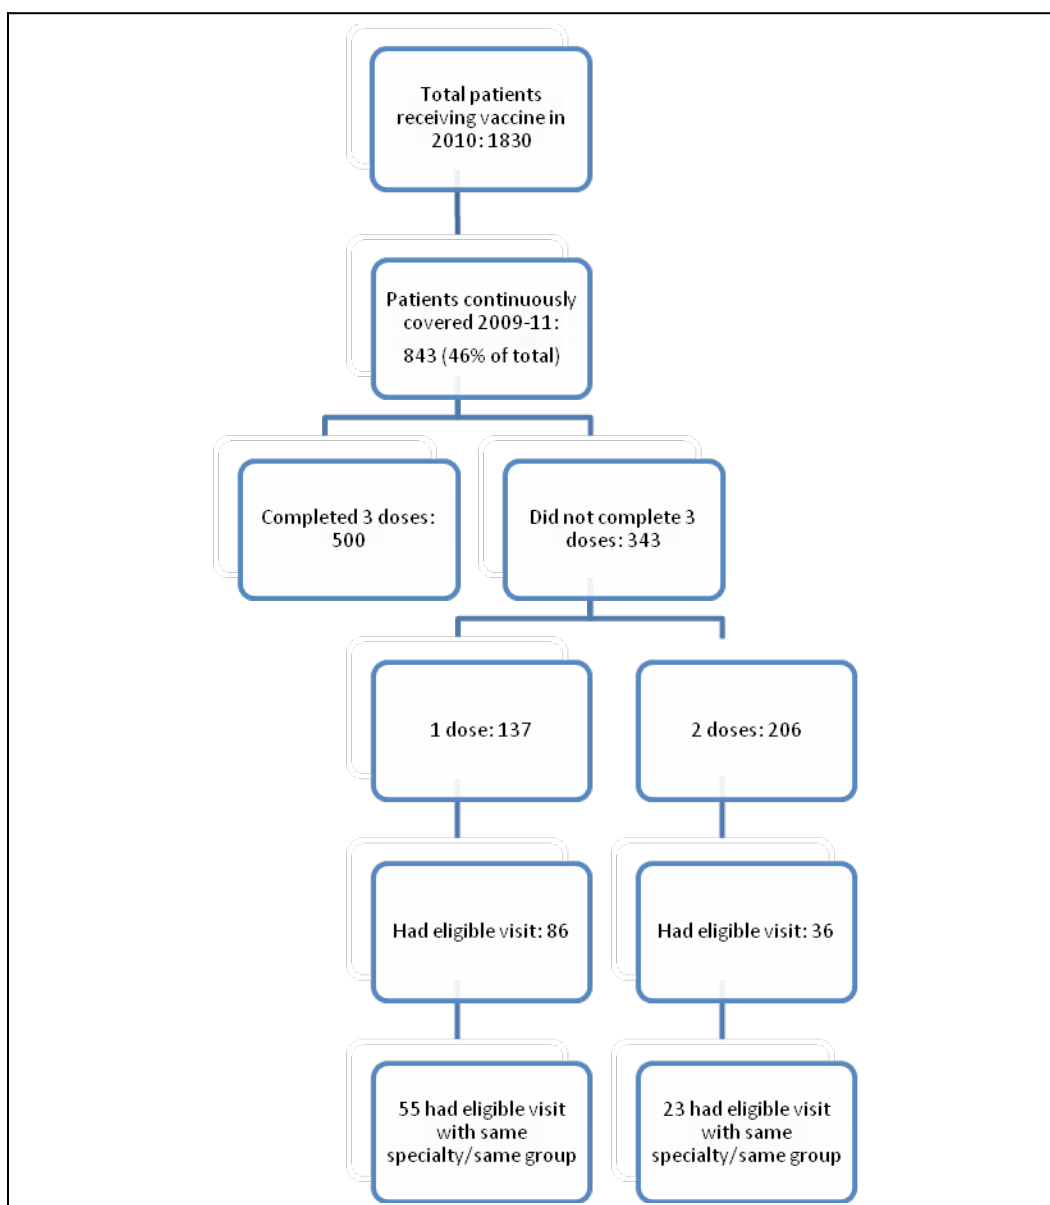 Total patients
receiving vaccine in
2010: 1830
Patients continuously
covered 2009-11:
843 (46% of total)
Completed 3 doses:
500
Did not complete 3
doses: 343
1 dose: 137
2 doses: 206
Had eligible visit: 86
Had eligible visit: 36
55 had eligible visit
with same
specialty/same group
23 had eligible visit
with same
specialty/same group